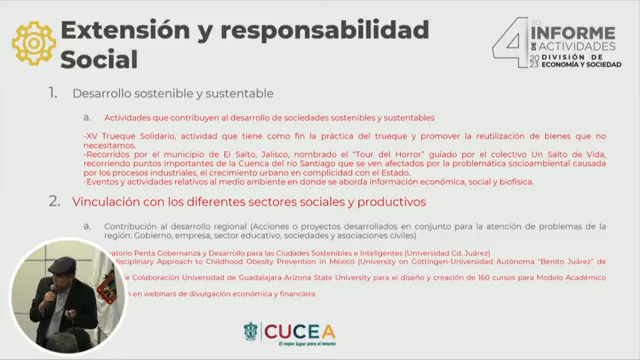 Extensión y responsabilidad
Social
4
TO
INFORME
DE ACTIVIDADES
2023
DIVISIÓN DE
ECONOMÍA Y SOCIEDAD
1. Desarrollo sostenible y sustentable
a. Actividades que contribuyen al desarrollo de sociedades sostenibles y sustentables
-XV Trueque Solidario, actividad que tiene como fin la práctica del trueque y promover la reutilización de bienes que no
necesitamos.
-Recorridos por el municipio de El Salto, Jalisco, nombrado el "Tour del Horror" guiado por el colectivo Un Salto de Vida,
recorriendo puntos importantes de la Cuenca del río Santiago que se ven afectados por la problemática socioambiental causada
por los procesos industriales, el crecimiento urbano en complicidad con el Estado.
-Eventos y actividades relativos al medio ambiente en donde se aborda información económica, social y biofísica.
2. Vinculación con los diferentes sectores sociales y productivos
a. Contribución al desarrollo regional (Acciones o proyectos desarrollados en conjunto para la atención de problemas de la
región: Gobierno, empresa, sector educativo, sociedades y asociaciones civiles)
Penta Gobernanza y Desarrollo para las Ciudades Sostenibles e Inteligentes (Universidad Cd. Juárez)
Approach to Childhood Obesity Prevention in México (University on Göttingen-Universidad Autónoma "Benito Juárez" de
de Colaboración Universidad de Guadalajara-Arizona State University para el diseño y creación de 160 cursos para Modelo Académico
en webinars de divulgación económica y financiera.
CUCEA
El mejor lugar para el talento